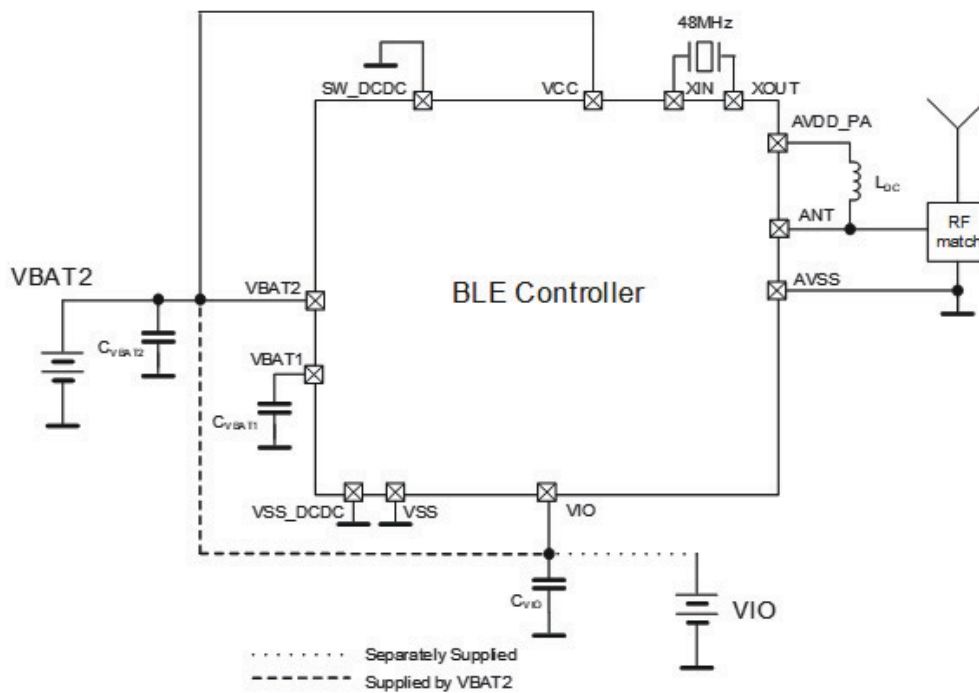 48MHz
SW_DCDC
VCC
XIN
XOUT
AVDD_PA
LDC
ANT
RF
match
VBAT2
VBAT2
BLE Controller
AVSS
CVBAT2
VBAT1
CVBAT1
VSS_DCDC
VSS
VIO
CVIO
VIO
Separately Supplied
Supplied by VBAT2